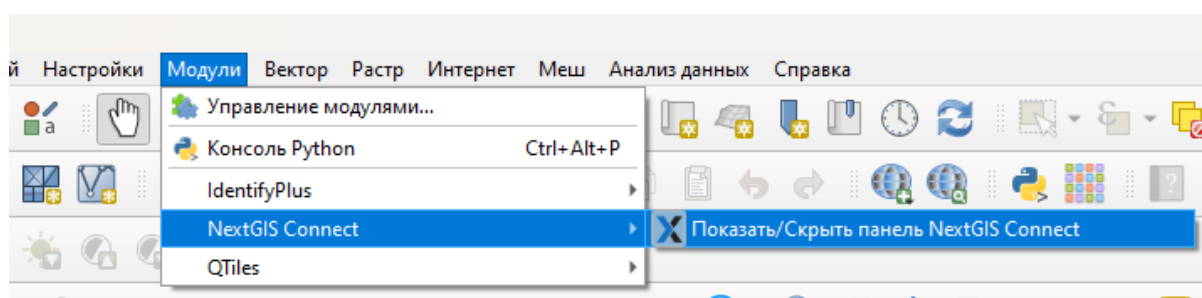 й Настройки Модули Вектор Растр Интернет Меш Анализ данных Справка
a
Управление модулями...
Консоль Python Ctrl+Alt+P
IdentifyPlus
NextGIS Connect
Показать/Скрыть панель NextGIS Connect
QTiles